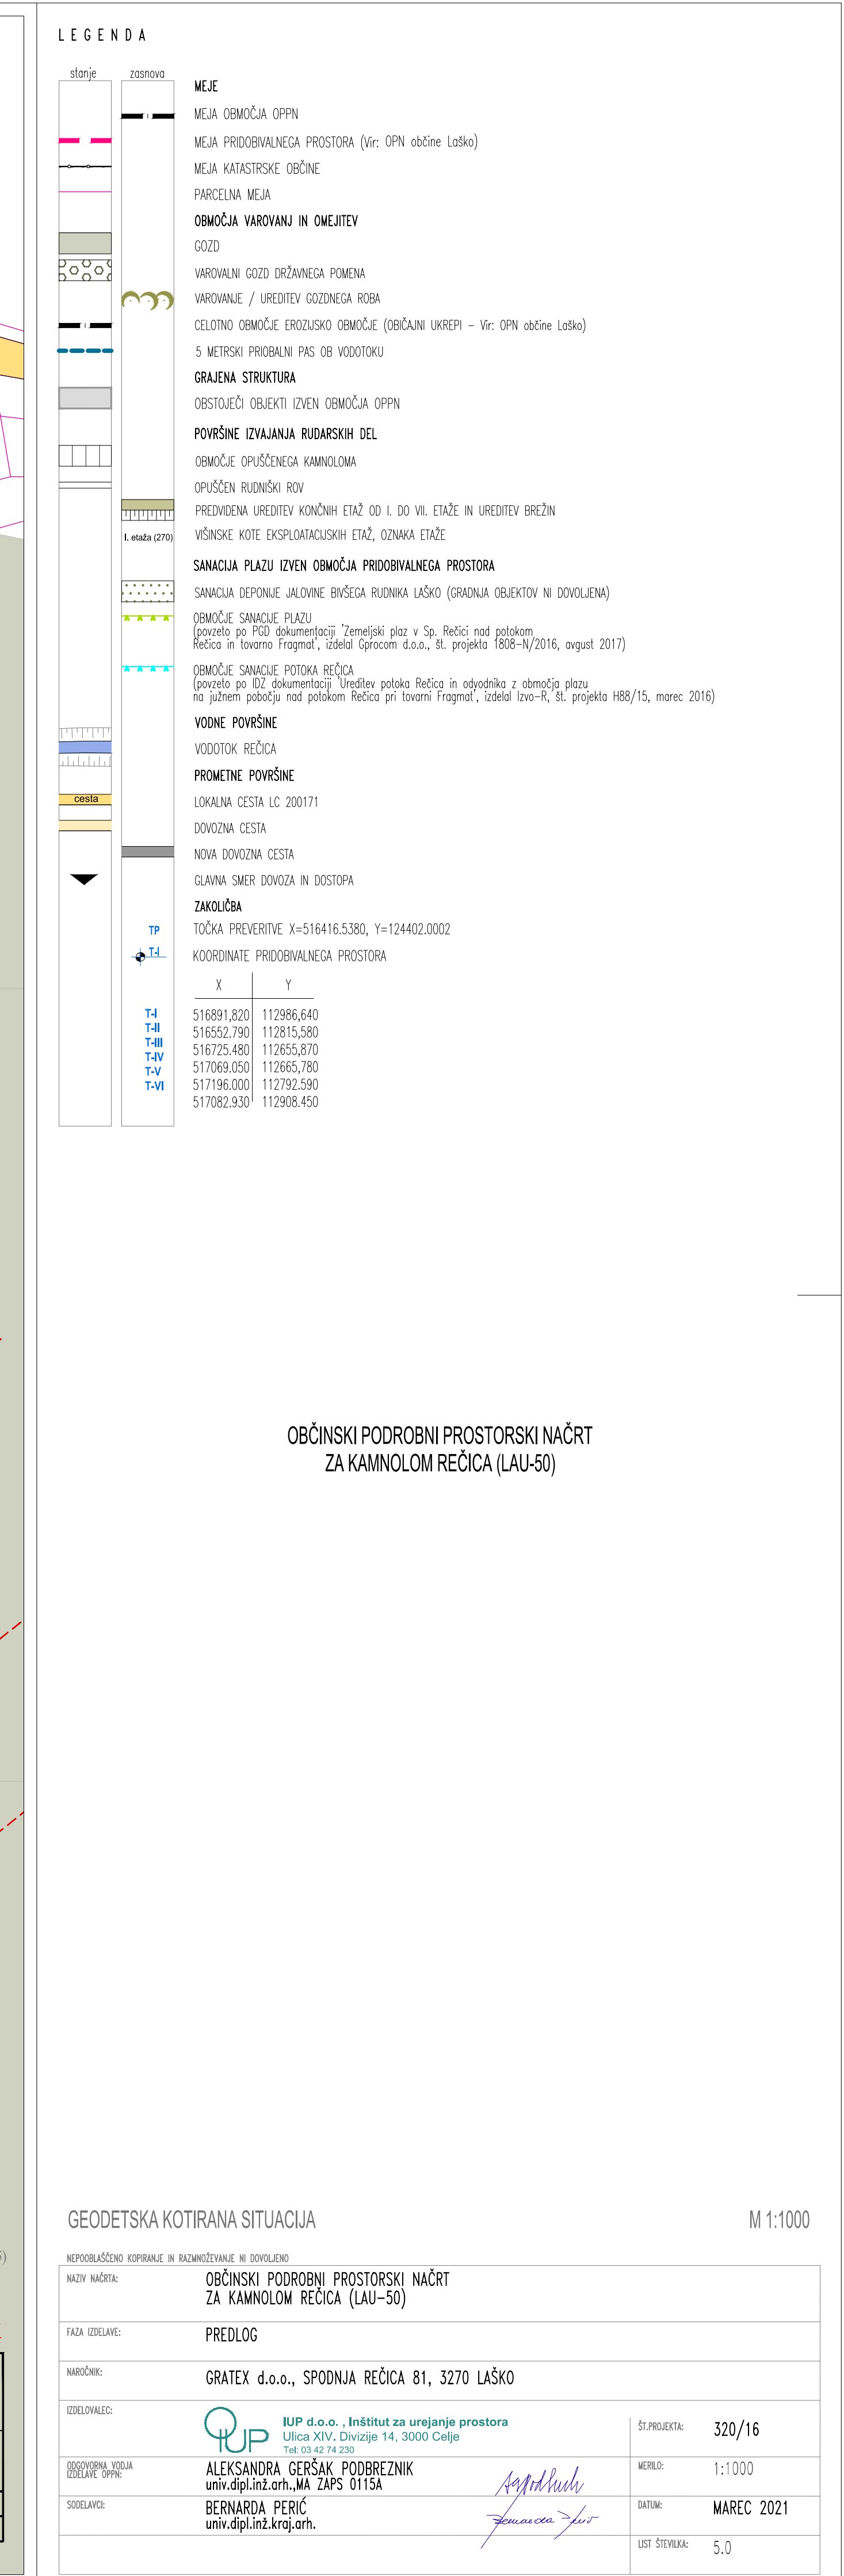 LEGENDA
stanje zasnova
MEJE
MEJA OBMOČJA OPPN
MEJA PRIDOBIVALNEGA PROSTORA (Vir: OPN občine Laško)
MEJA KATASTRSKE OBČINE
PARCELNA MEJA
OBMOČJA VAROVANJ IN OMEJITEV
GOZD
VAROVALNI GOZD DRŽAVNEGA POMENA
VAROVANJE / UREDITEV GOZDNEGA ROBA
CELOTNO OBMOČJE EROZIJSKO OBMOČJE (OBIČAJNI UKREPI – Vir: OPN občine Laško)
5 METRSKI PRIOBALNI PAS OB VODOTOKU
GRAJENA STRUKTURA
OBSTOJEČI OBJEKTI IZVEN OBMOČJA OPPN
POVRŠINE IZVAJANJA RUDARSKIH DEL
OBMOČJE OPUŠČENEGA KAMNOLOMA
OPUŠČEN RUDNIŠKI ROV
PREDVIDENA UREDITEV KONČNIH ETAŽ OD I. DO VII. ETAŽE IN UREDITEV BREŽIN
I. etaža (270) VIŠINSKE KOTE EKSPLOATACIJSKIH ETAŽ, OZNAKA ETAŽE
SANACIJA PLAZU IZVEN OBMOČJA PRIDOBIVALNEGA PROSTORA
SANACIJA DEPONIJE JALOVINE BIVŠEGA RUDNIKA LAŠKO (GRADNJA OBJEKTOV NI DOVOLJENA)
OBMOČJE SANACIJE PLAZU
(povzeto po PGD dokumentaciji 'Zemeljski plaz v Sp. Rečici nad potokom
Rečica in tovarno Fragmat', izdelal Gprocom d.o.o., št. projekta 1808-N/2016, avgust 2017)
OBMOČJE SANACIJE POTOKA REČICA
(povzeto po IDZ dokumentaciji 'Ureditev potoka Rečica in odvodnika z območja plazu
na južnem pobočju nad potokom Rečica pri tovarni Fragmat', izdelal Izvo-R, št. projekta H88/15, marec 2016)
VODNE POVRŠINE
VODOTOK REČICA
PROMETNE POVRŠINE
cesta LOKALNA CESTA LC 200171
DOVOZNA CESTA
NOVA DOVOZNA CESTA
GLAVNA SMER DOVOZA IN DOSTOPA
ZAKOLIČBA
TP TOČKA PREVERITVE X=516416.5380, Y=124402.0002
T-I KOORDINATE PRIDOBIVALNEGA PROSTORA
X Y
T-I 516891,820 112986,640
T-II 516552.790 112815,580
T-III 516725.480 112655,870
T-IV 517069.050 112665,780
T-V 517196.000 112792.590
T-VI 517082.930 112908.450
OBČINSKI PODROBNI PROSTORSKI NAČRT
ZA KAMNOLOM REČICA (LAU-50)
GEODETSKA KOTIRANA SITUACIJA M 1:1000
NEPOOBLAŠČENO KOPIRANJE IN RAZMNOŽEVANJE NI DOVOLJENO
NAZIV NAČRTA: OBČINSKI PODROBNI PROSTORSKI NAČRT
ZA KAMNOLOM REČICA (LAU-50)
FAZA IZDELAVE: PREDLOG
NAROČNIK: GRATEX d.o.o., SPODNJA REČICA 81, 3270 LAŠKO
IZDELOVALEC:
IUP IUP d.o.o. , Inštitut za urejanje prostora
Ulica XIV. Divizije 14, 3000 Celje
Tel: 03 42 74 230
ŠT.PROJEKTA: 320/16
ODGOVORNA VODJA
IZDELAVE OPPN: ALEKSANDRA GERŠAK PODBREZNIK
univ.dipl.inž.arh.,MA ZAPS 0115A
MERILO: 1:1000
SODELAVCI: BERNARDA PERIĆ
univ.dipl.inž.kraj.arh.
DATUM: MAREC 2021
LIST ŠTEVILKA: 5.0